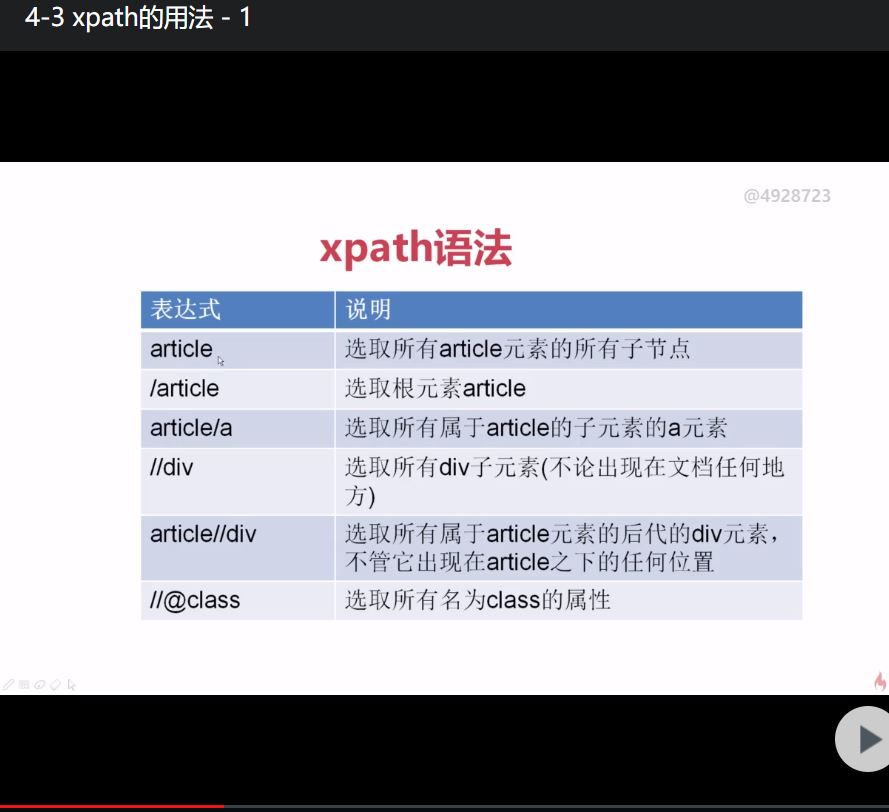 4-3 xpath的用法 - 1
@4928723
xpath语法
表达式 说明
article 选取所有article元素的所有子节点
/article 选取根元素article
article/a 选取所有属于article的子元素的a元素
//div 选取所有div子元素(不论出现在文档任何地
方)
article//div 选取所有属于article元素的后代的div元素，
不管它出现在article之下的任何位置
//@class 选取所有名为class的属性